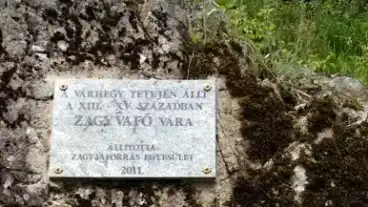 A VÁRHEGY TETEJÉN ÁLLT
A XIII. - XV. SZÁZADBAN
ZAGYVAFŐ VÁRA
ÁLLÍTOTTA:
ZAGYVAFORRÁS EGYESÜLET
2011.